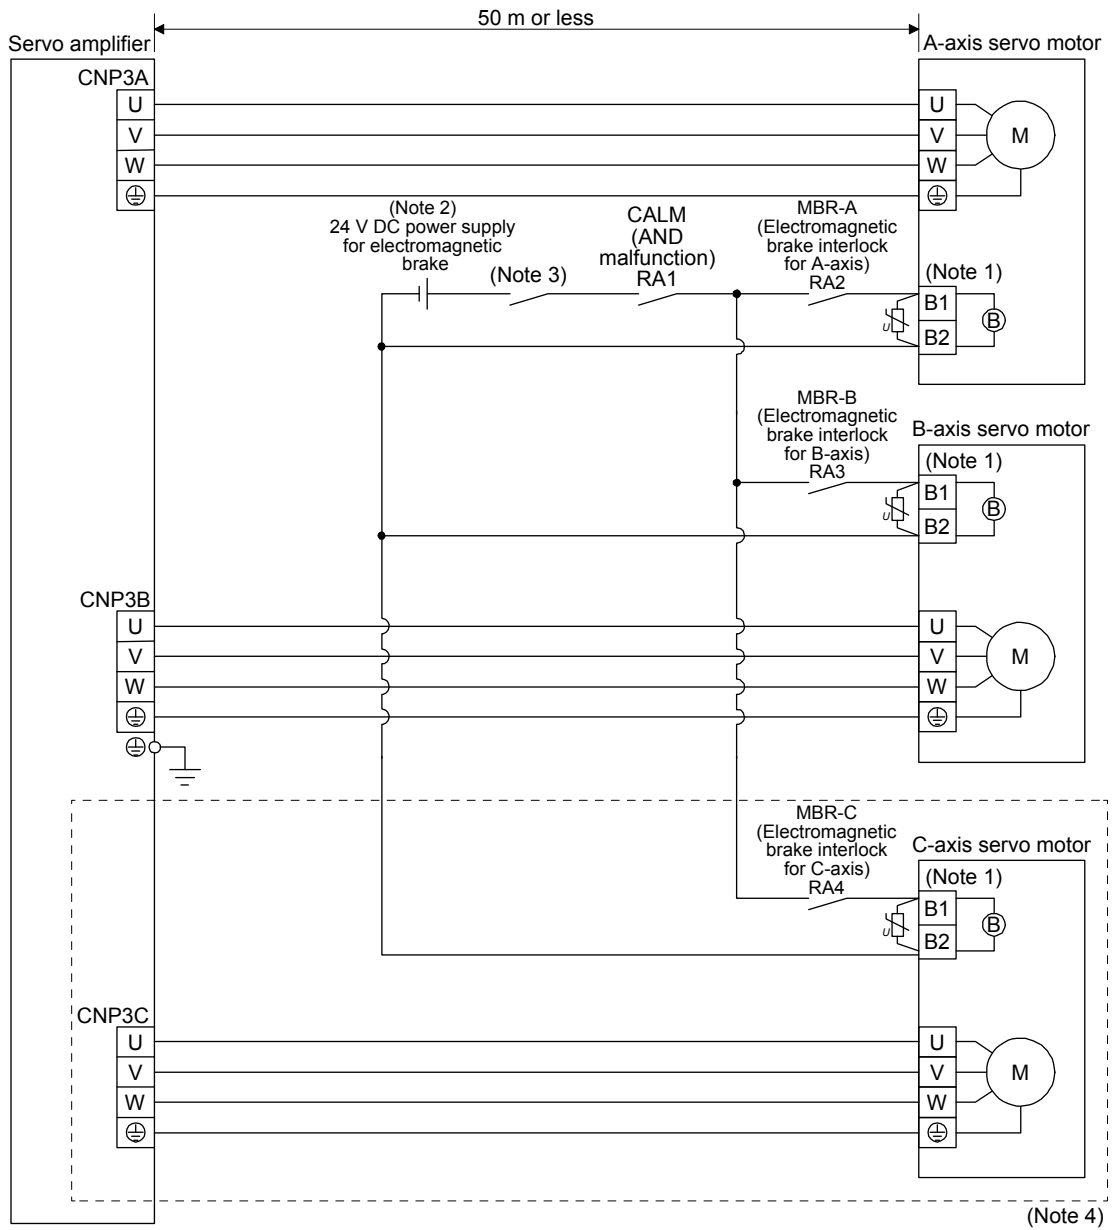 50 m or less
Servo amplifier
A-axis servo motor
CNP3A
U
U
V
V
M
W
W
(Note 2)
24 V DC power supply
for electromagnetic
brake
(Note 3)
CALM
(AND
malfunction)
RA1
MBR-A
(Electromagnetic
brake interlock
for A-axis)
RA2
(Note 1)
U
B1
B2
B
MBR-B
(Electromagnetic
brake interlock
for B-axis)
RA3
B-axis servo motor
(Note 1)
U
B1
B2
B
CNP3B
U
U
V
V
M
W
W
MBR-C
(Electromagnetic
brake interlock
for C-axis)
RA4
C-axis servo motor
(Note 1)
U
B1
B2
B
CNP3C
U
U
V
V
M
W
W
(Note 4)